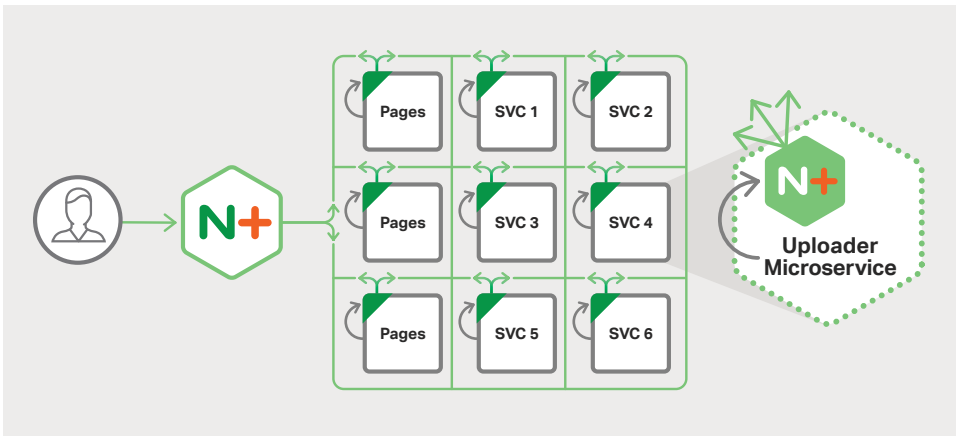 N+
Pages
SVC 1
SVC 2
Pages
SVC 3
SVC 4
Pages
SVC 5
SVC 6
N+
Uploader
Microservice